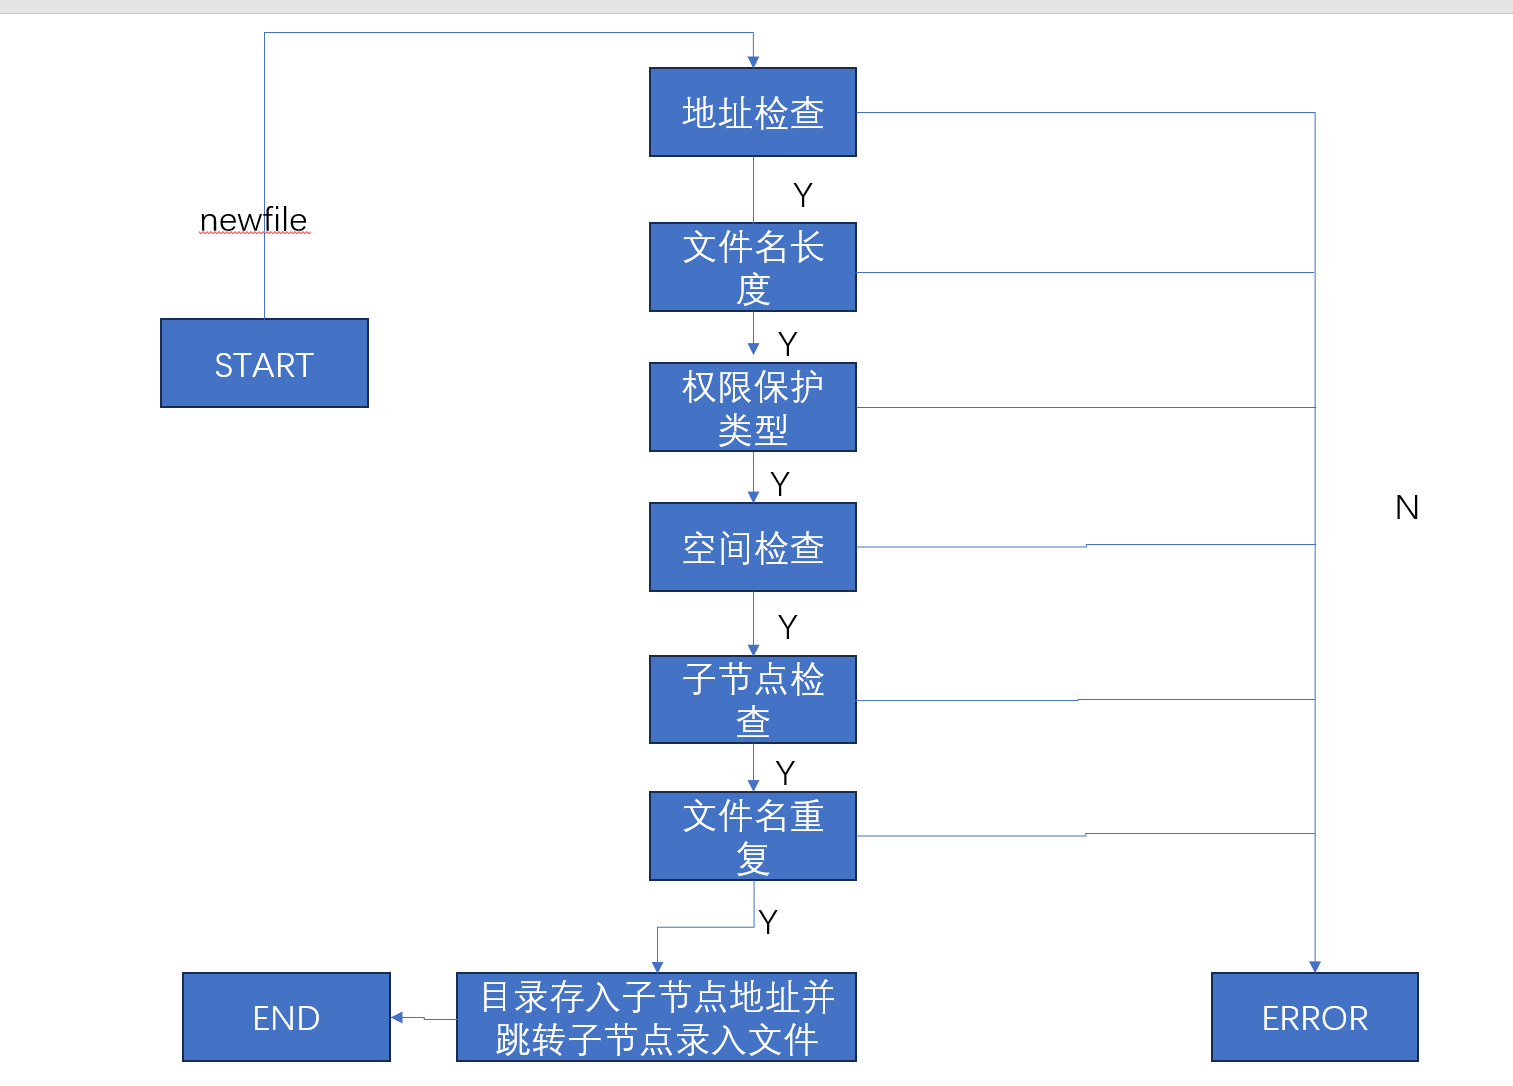 地址检查
Y
newfile
文件名长
度
Y
START
权限保护
类型
Y
N
空间检查
Y
子节点检
查
Y
文件名重
复
Y
END
目录存入子节点地址并
跳转子节点录入文件
ERROR